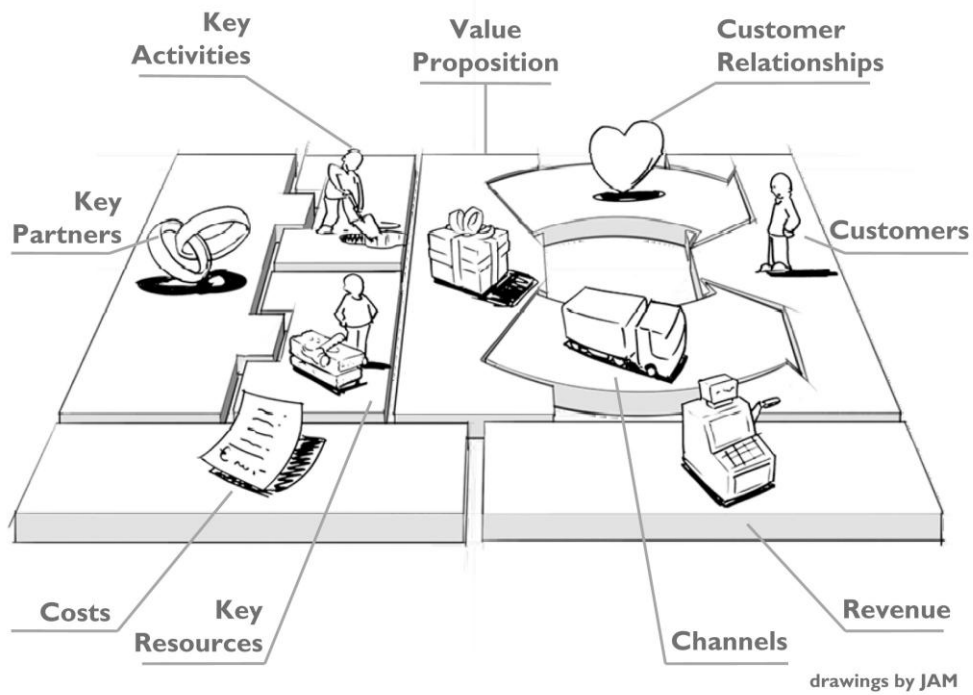 Key
Activities
Value
Proposition
Customer
Relationships
Key
Partners
Customers
Costs
Key
Resources
Channels
Revenue
drawings by JAM